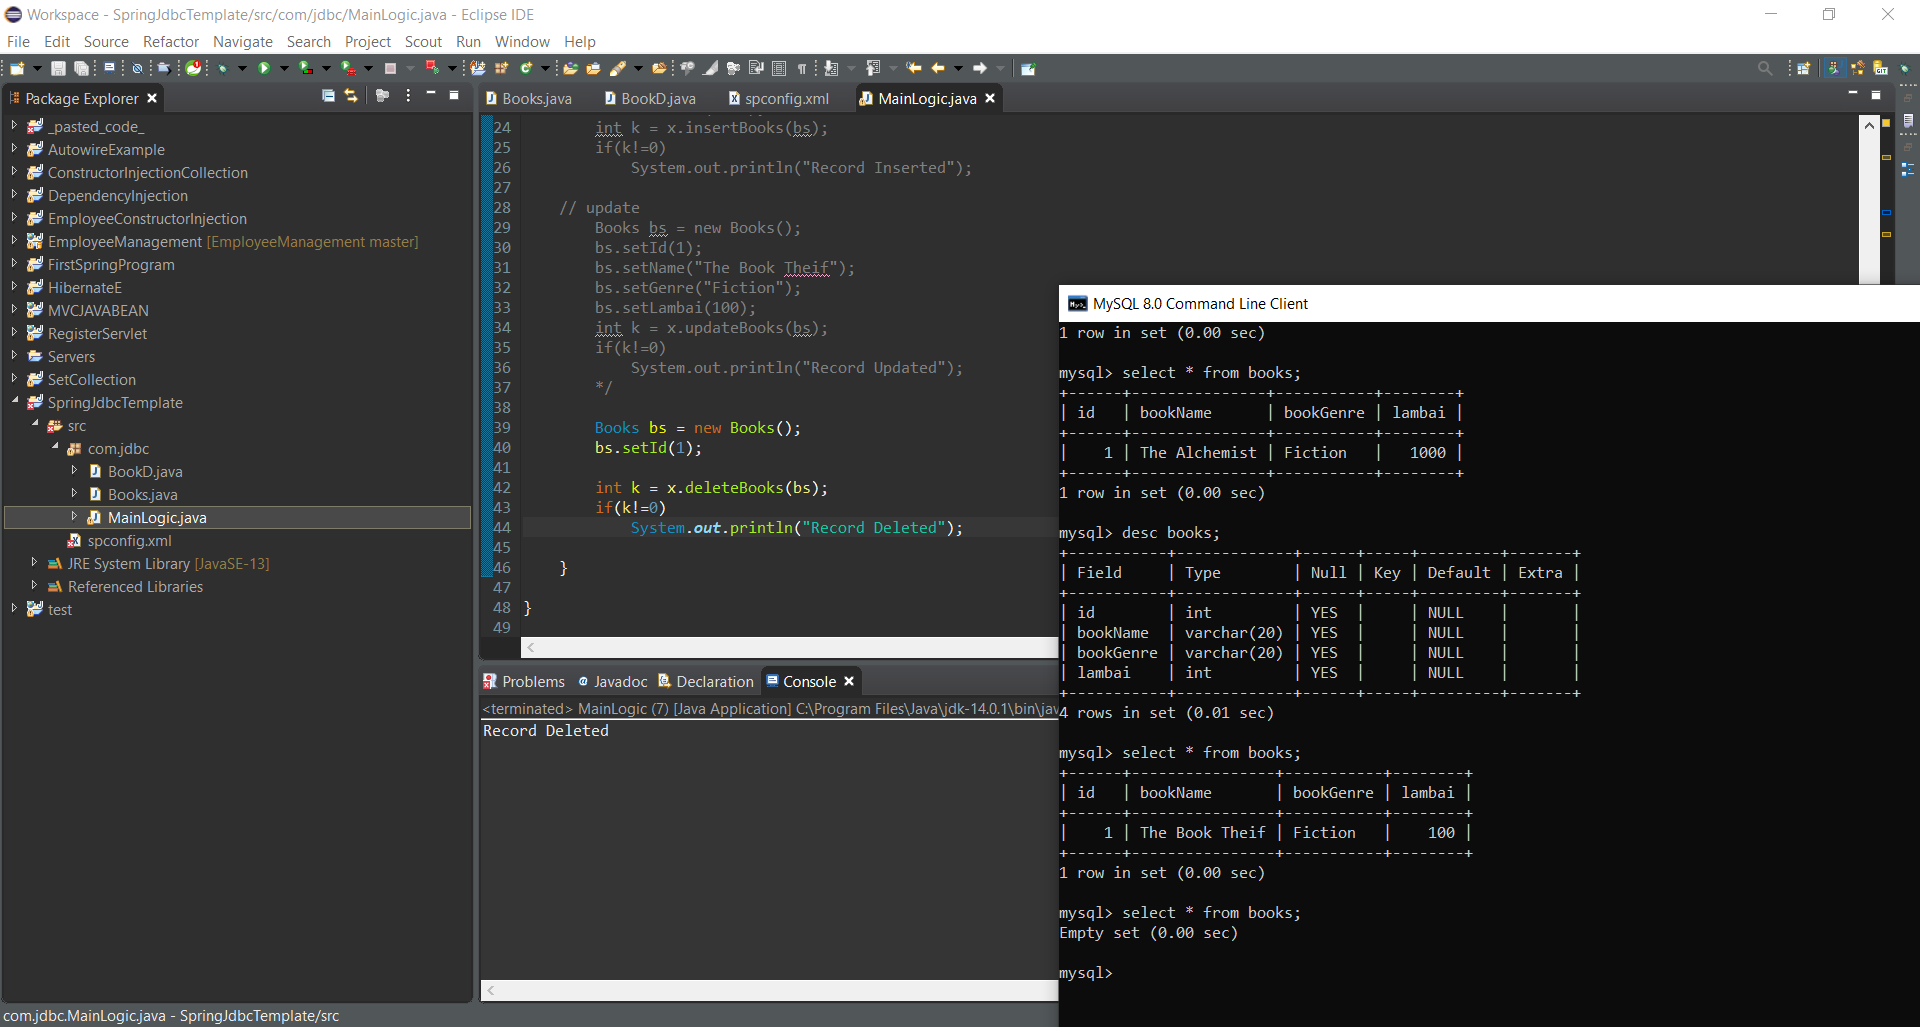 Workspace - SpringJdbcTemplate/src/com/jdbc/MainLogic.java - Eclipse IDE
File Edit Source Refactor Navigate Search Project Scout Run Window Help
Package Explorer
_pasted_code_
AutowireExample
ConstructorInjectionCollection
DependencyInjection
EmployeeConstructorInjection
EmployeeManagement [EmployeeManagement master]
FirstSpringProgram
HibernateE
MVCJAVABEAN
RegisterServlet
Servers
SetCollection
SpringJdbcTemplate
src
com.jdbc
BookD.java
Books.java
MainLogic.java
spconfig.xml
JRE System Library [JavaSE-13]
Referenced Libraries
test
Books.java BookD.java spconfig.xml MainLogic.java
24 int k = x.insertBooks(bs);
25 if(k!=0)
26 System.out.println("Record Inserted");
27
28 // update
29 Books bs = new Books();
30 bs.setId(1);
31 bs.setName("The Book Theif");
32 bs.setGenre("Fiction");
33 bs.setLambai(100);
34 int k = x.updateBooks(bs);
35 if(k!=0)
36 System.out.println("Record Updated");
37 */
38
39 Books bs = new Books();
40 bs.setId(1);
41
42 int k = x.deleteBooks(bs);
43 if(k!=0)
44 System.out.println("Record Deleted");
45
46 }
47
48 }
49
Problems Javadoc Declaration Console
<terminated> MainLogic (7) [Java Application] C:\Program Files\Java\jdk-14.0.1\bin\jav
Record Deleted
MySQL 8.0 Command Line Client
1 row in set (0.00 sec)
mysql> select * from books;
+------+---------------+-----------+--------+
| id | bookName | bookGenre | lambai |
+------+---------------+-----------+--------+
| 1 | The Alchemist | Fiction | 1000 |
+------+---------------+-----------+--------+
1 row in set (0.00 sec)
mysql> desc books;
+-----------+-------------+------+-----+---------+-------+
| Field | Type | Null | Key | Default | Extra |
+-----------+-------------+------+-----+---------+-------+
| id | int | YES | | NULL | |
| bookName | varchar(20) | YES | | NULL | |
| bookGenre | varchar(20) | YES | | NULL | |
| lambai | int | YES | | NULL | |
+-----------+-------------+------+-----+---------+-------+
4 rows in set (0.01 sec)
mysql> select * from books;
+------+----------------+-----------+--------+
| id | bookName | bookGenre | lambai |
+------+----------------+-----------+--------+
| 1 | The Book Theif | Fiction | 100 |
+------+----------------+-----------+--------+
1 row in set (0.00 sec)
mysql> select * from books;
Empty set (0.00 sec)
mysql>
com.jdbc.MainLogic.java - SpringJdbcTemplate/src